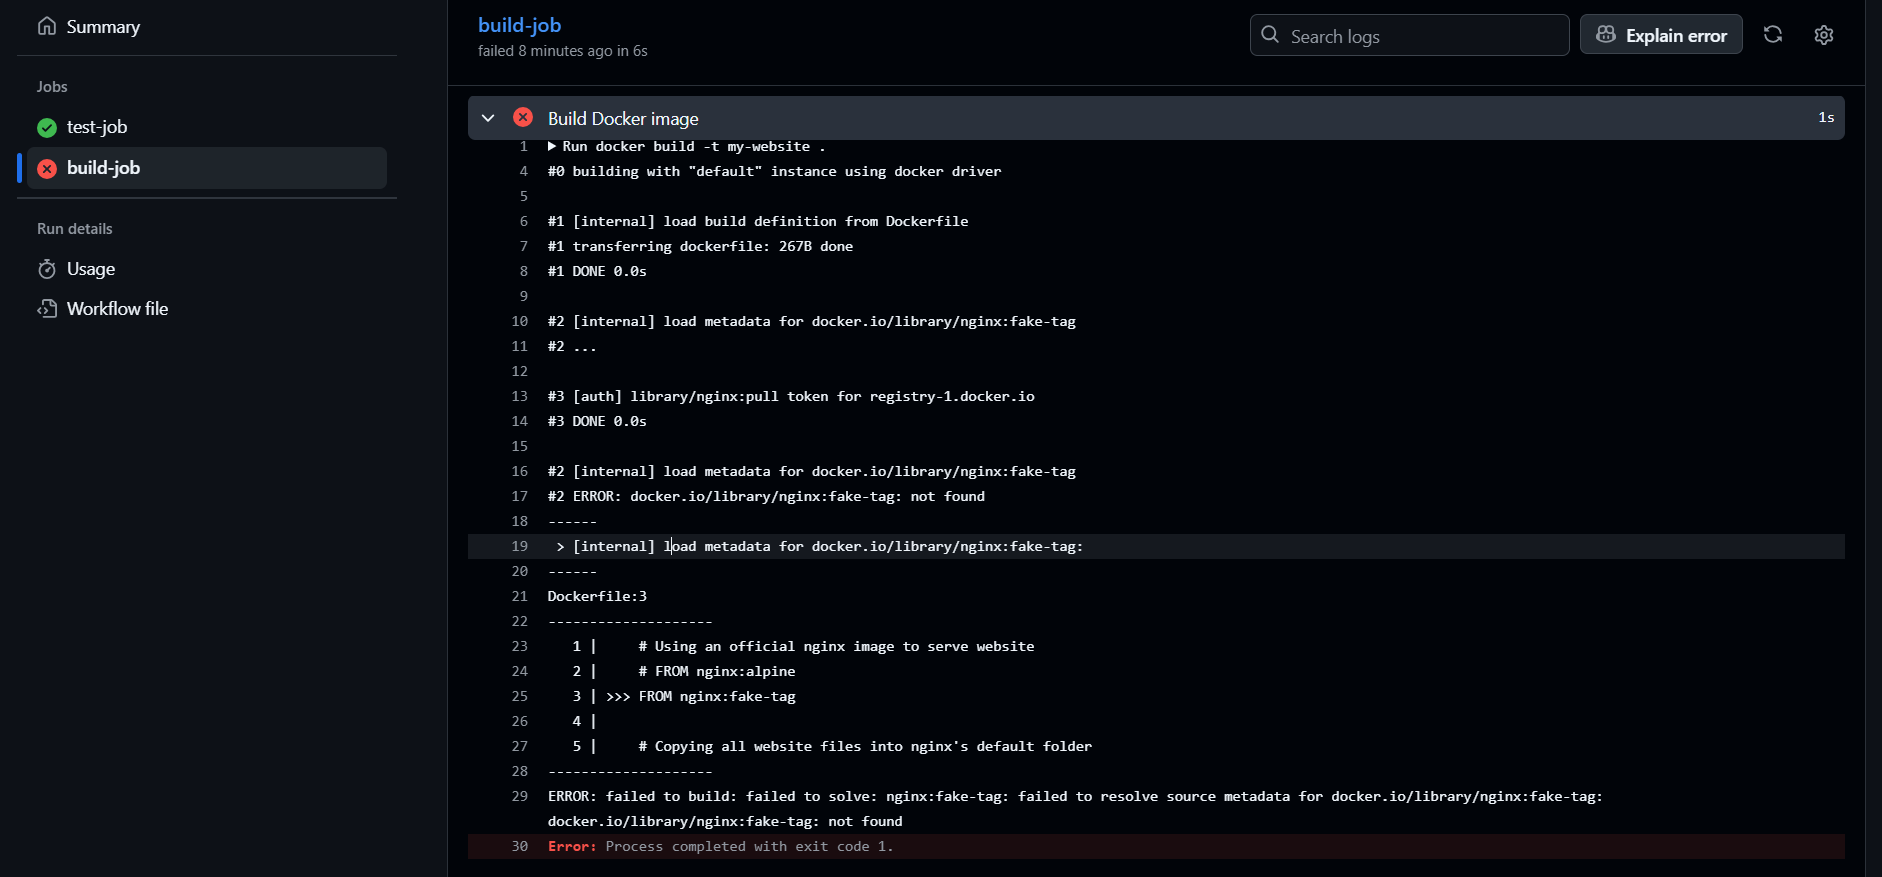 Summary
Jobs
test-job
build-job
Run details
Usage
Workflow file
build-job
failed 8 minutes ago in 6s
Search logs
Explain error
Build Docker image 1s
1 Run docker build -t my-website .
4 #0 building with "default" instance using docker driver
5
6 #1 [internal] load build definition from Dockerfile
7 #1 transferring dockerfile: 267B done
8 #1 DONE 0.0s
9
10 #2 [internal] load metadata for docker.io/library/nginx:fake-tag
11 #2 ...
12
13 #3 [auth] library/nginx:pull token for registry-1.docker.io
14 #3 DONE 0.0s
15
16 #2 [internal] load metadata for docker.io/library/nginx:fake-tag
17 #2 ERROR: docker.io/library/nginx:fake-tag: not found
18 ------
19 > [internal] load metadata for docker.io/library/nginx:fake-tag:
20 ------
21 Dockerfile:3
22 --------------------
23 1 | # Using an official nginx image to serve website
24 2 | # FROM nginx:alpine
25 3 | >>> FROM nginx:fake-tag
26 4 |
27 5 | # Copying all website files into nginx's default folder
28 --------------------
29 ERROR: failed to build: failed to solve: nginx:fake-tag: failed to resolve source metadata for docker.io/library/nginx:fake-tag:
docker.io/library/nginx:fake-tag: not found
30 Error: Process completed with exit code 1.